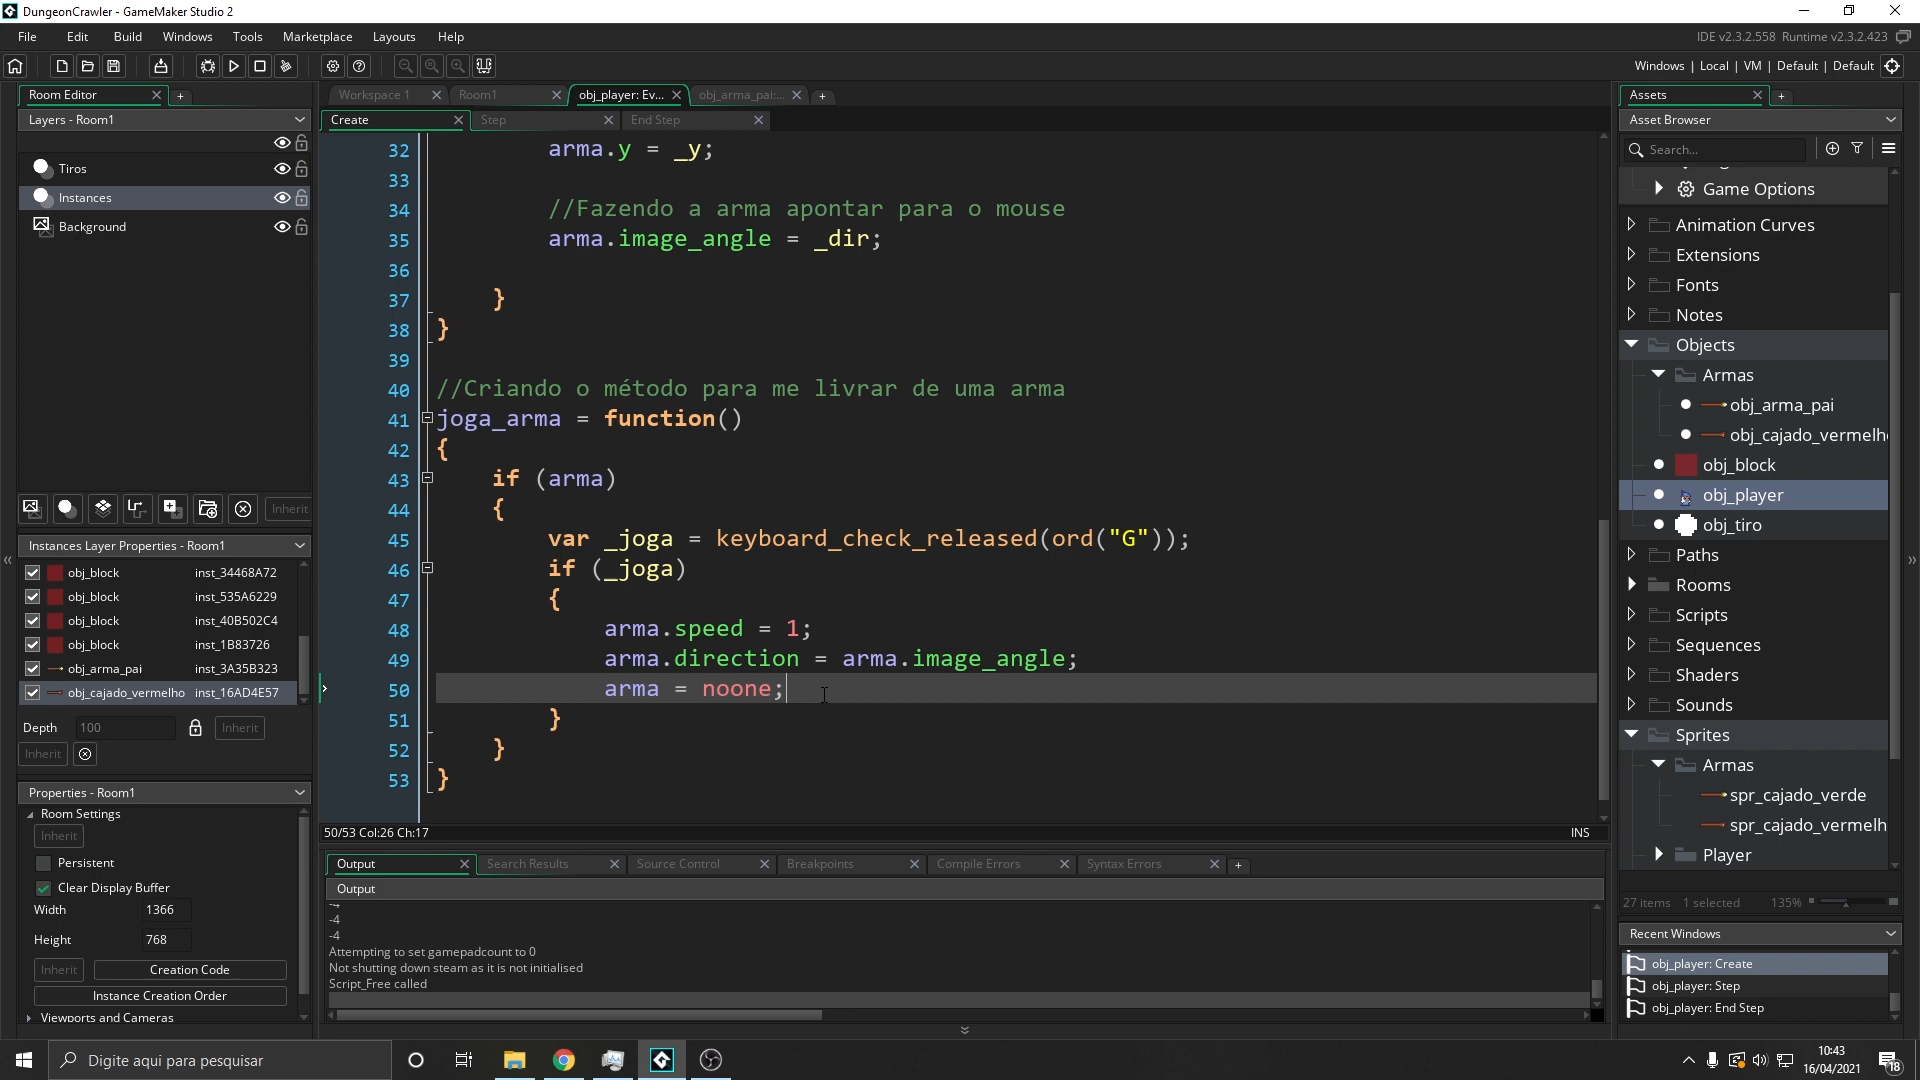 DungeonCrawler - GameMaker Studio 2
File Edit Build Windows Tools Marketplace Layouts Help
IDE v2.3.2.558 Runtime v2.3.2.423
Windows | Local | VM | Default | Default
Room Editor
Layers - Room1
Tiros
Instances
Background
Inherit
Instances Layer Properties - Room1
obj_block inst_34468A72
obj_block inst_535A6229
obj_block inst_40B502C4
obj_block inst_1B83726
obj_arma_pai inst_3A35B323
obj_cajado_vermelho inst_16AD4E57
Depth 100 Inherit
Inherit
Properties - Room1
Room Settings
Inherit
Persistent
Clear Display Buffer
Width 1366
Height 768
Inherit Creation Code
Instance Creation Order
Viewports and Cameras
Workspace 1 Room1 obj_player: Ev... obj_arma_pai:...
Create Step End Step
32 arma.y = _y;
33
34 //Fazendo a arma apontar para o mouse
35 arma.image_angle = _dir;
36
37 }
38 }
39
40 //Criando o método para me livrar de uma arma
41 joga_arma = function()
42 {
43 if (arma)
44 {
45 var _joga = keyboard_check_released(ord("G"));
46 if (_joga)
47 {
48 arma.speed = 1;
49 arma.direction = arma.image_angle;
50 arma = noone;
51 }
52 }
53 }
50/53 Col:26 Ch:17 INS
Output Search Results Source Control Breakpoints Compile Errors Syntax Errors
Output
-4
-4
-4
Attempting to set gamepadcount to 0
Not shutting down steam as it is not initialised
Script_Free called
Assets
Asset Browser
Search...
Game Options
Animation Curves
Extensions
Fonts
Notes
Objects
Armas
obj_arma_pai
obj_cajado_vermelh
obj_block
obj_player
obj_tiro
Paths
Rooms
Scripts
Sequences
Shaders
Sounds
Sprites
Armas
spr_cajado_verde
spr_cajado_vermelh
Player
27 items 1 selected 135%
Recent Windows
obj_player: Create
obj_player: Step
obj_player: End Step
Digite aqui para pesquisar
10:43
16/04/2021
18